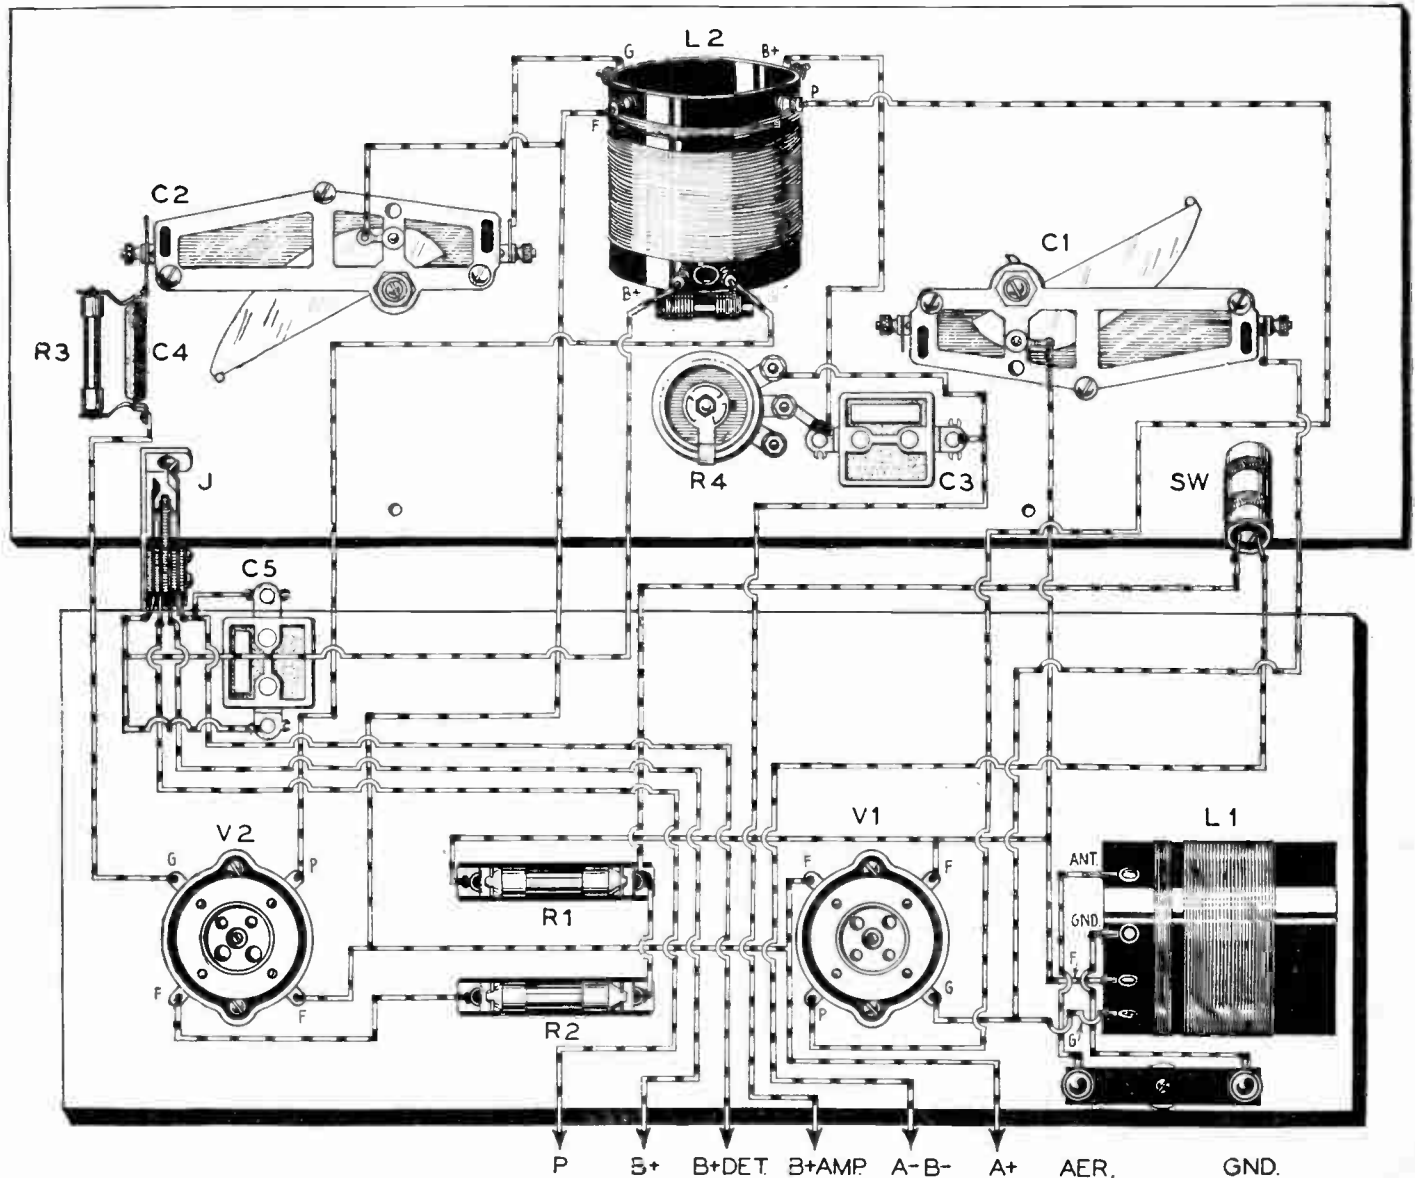 L2
G
B+
P
F
C2
C1
B+
R3
C4
R4
C3
SW
J
C5
V2
V1
L1
G
P
F
F
ANT.
R1
GND.
F
F
F
G
P
R2
G
P
B+
B+DET.
B+AMP.
A-B-
A+
AER.
GND.